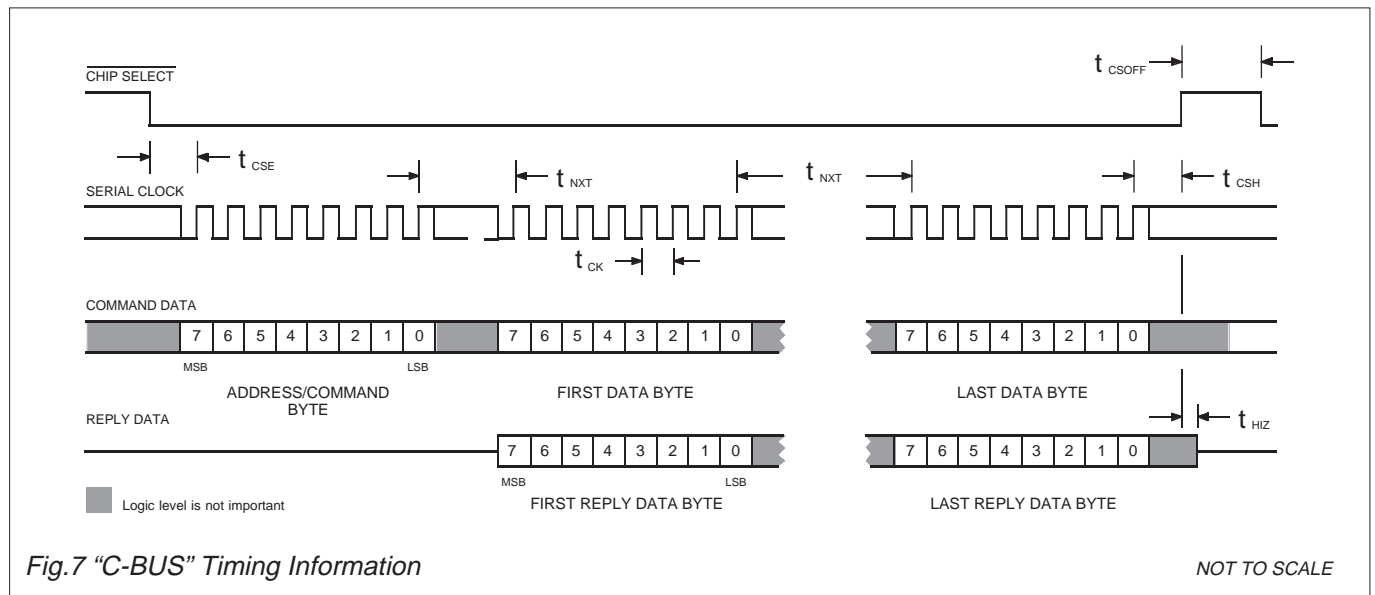 t CSOFF
CHIP SELECT
t CSE
t NXT
t NXT
t CSH
SERIAL CLOCK
t CK
COMMAND DATA
7 6 5 4 3 2 1 0 7 6 5 4 3 2 1 0 7 6 5 4 3 2 1 0
MSB LSB
ADDRESS/COMMAND
BYTE
FIRST DATA BYTE
LAST DATA BYTE
REPLY DATA
t HIZ
7 6 5 4 3 2 1 0 7 6 5 4 3 2 1 0
MSB LSB
Logic level is not important
FIRST REPLY DATA BYTE
LAST REPLY DATA BYTE
Fig.7 “C-BUS” Timing Information
NOT TO SCALE